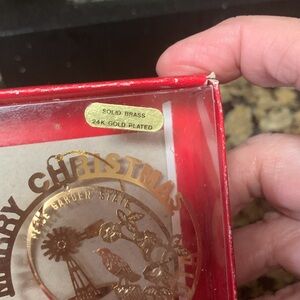 SOLID BRASS
24K GOLD PLATED
MERRY CHRISTMAS
THE GARDEN STATE